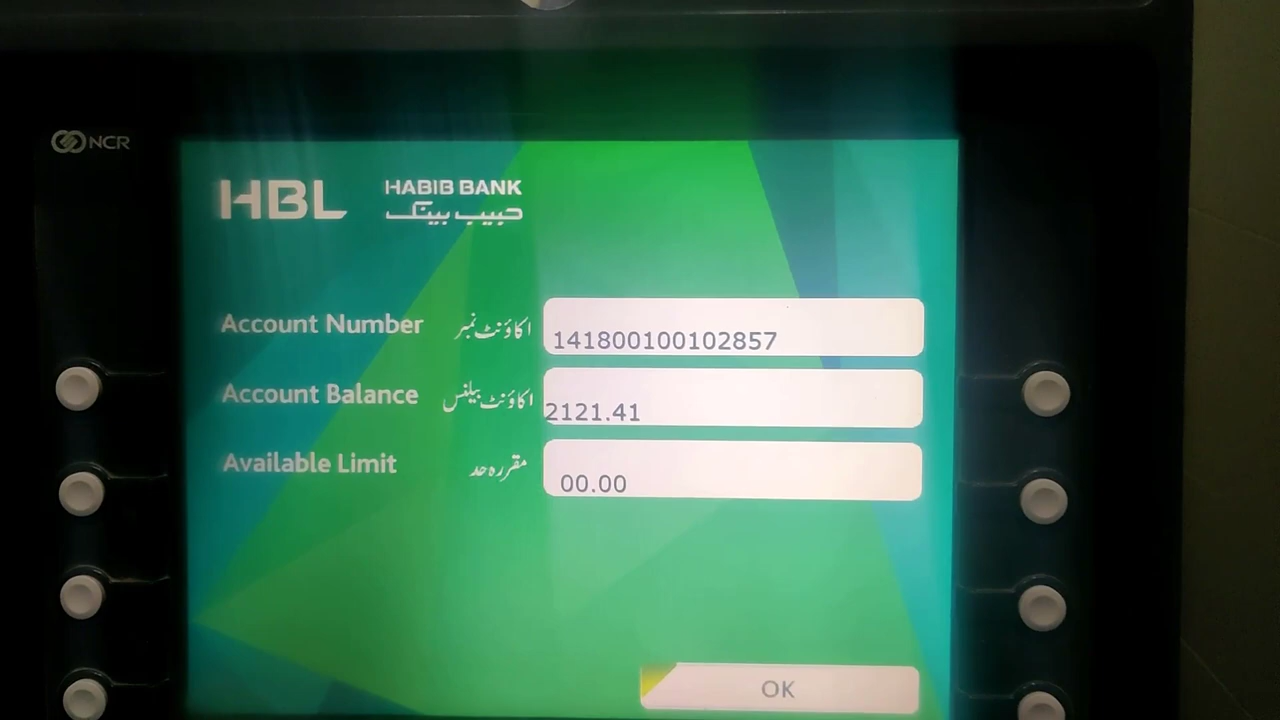 NCR
HBL HABIB BANK
حبیب بینک
Account Number اکاؤنٹ نمبر 141800100102857
Account Balance اکاؤنٹ بیلنس 2121.41
Available Limit مقررہ حد 00.00
OK